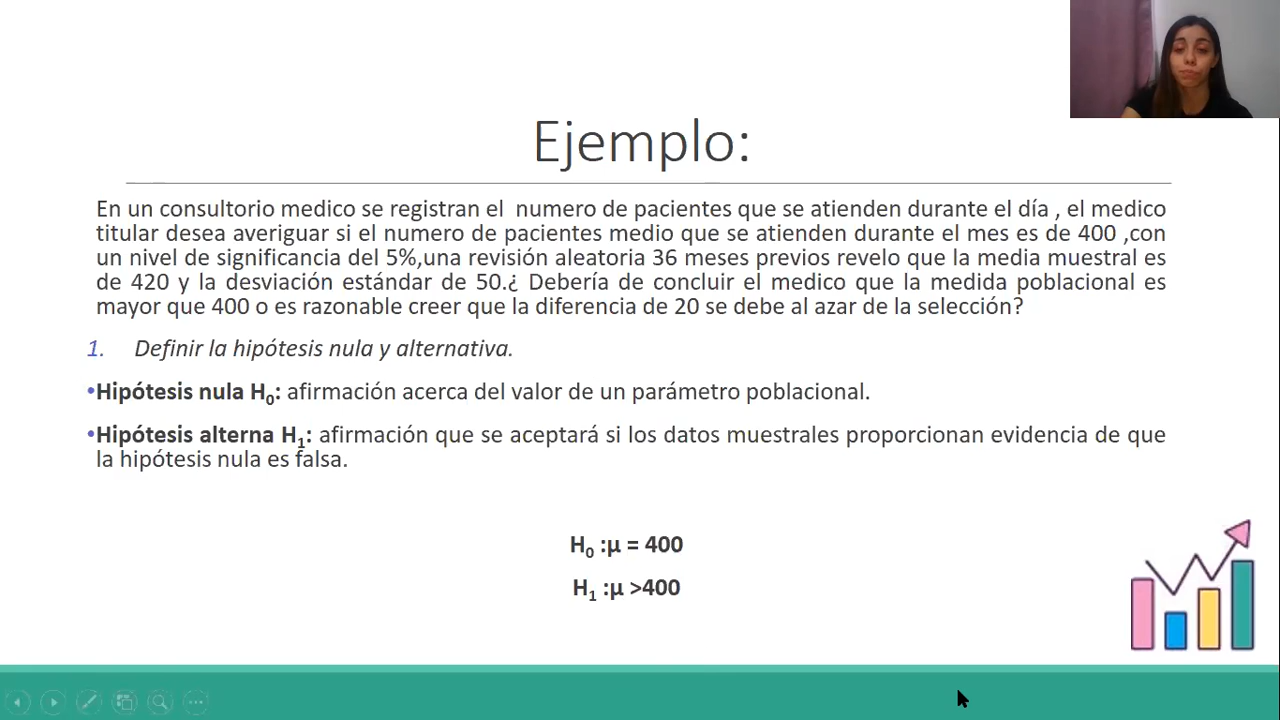 Ejemplo:
En un consultorio medico se registran el numero de pacientes que se atienden durante el día , el medico
titular desea averiguar si el numero de pacientes medio que se atienden durante el mes es de 400 ,con
un nivel de significancia del 5%,una revisión aleatoria 36 meses previos revelo que la media muestral es
de 420 y la desviación estándar de 50.¿ Debería de concluir el medico que la medida poblacional es
mayor que 400 o es razonable creer que la diferencia de 20 se debe al azar de la selección?
1. Definir la hipótesis nula y alternativa.
•Hipótesis nula H₀: afirmación acerca del valor de un parámetro poblacional.
•Hipótesis alterna H₁: afirmación que se aceptará si los datos muestrales proporcionan evidencia de que
la hipótesis nula es falsa.
H₀ :μ = 400
H₁ :μ >400